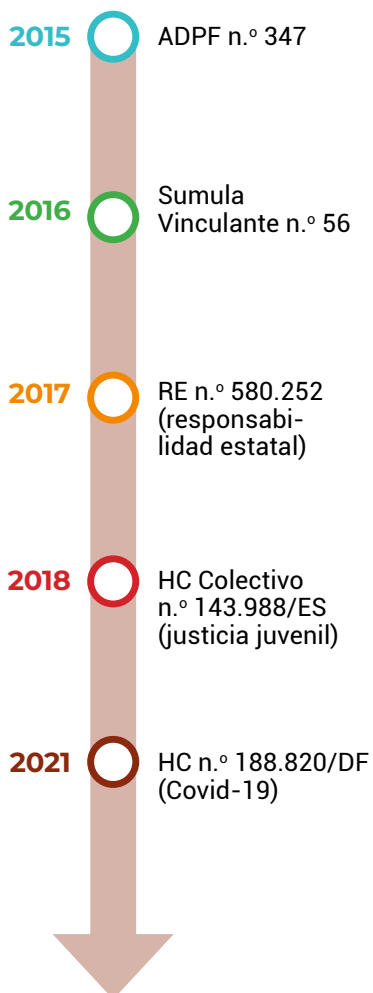 2015
ADPF n.º 347
2016
Sumula
Vinculante n.º 56
2017
RE n.º 580.252
(responsabi-
lidad estatal)
2018
HC Colectivo
n.º 143.988/ES
(justicia juvenil)
2021
HC n.º 188.820/DF
(Covid-19)